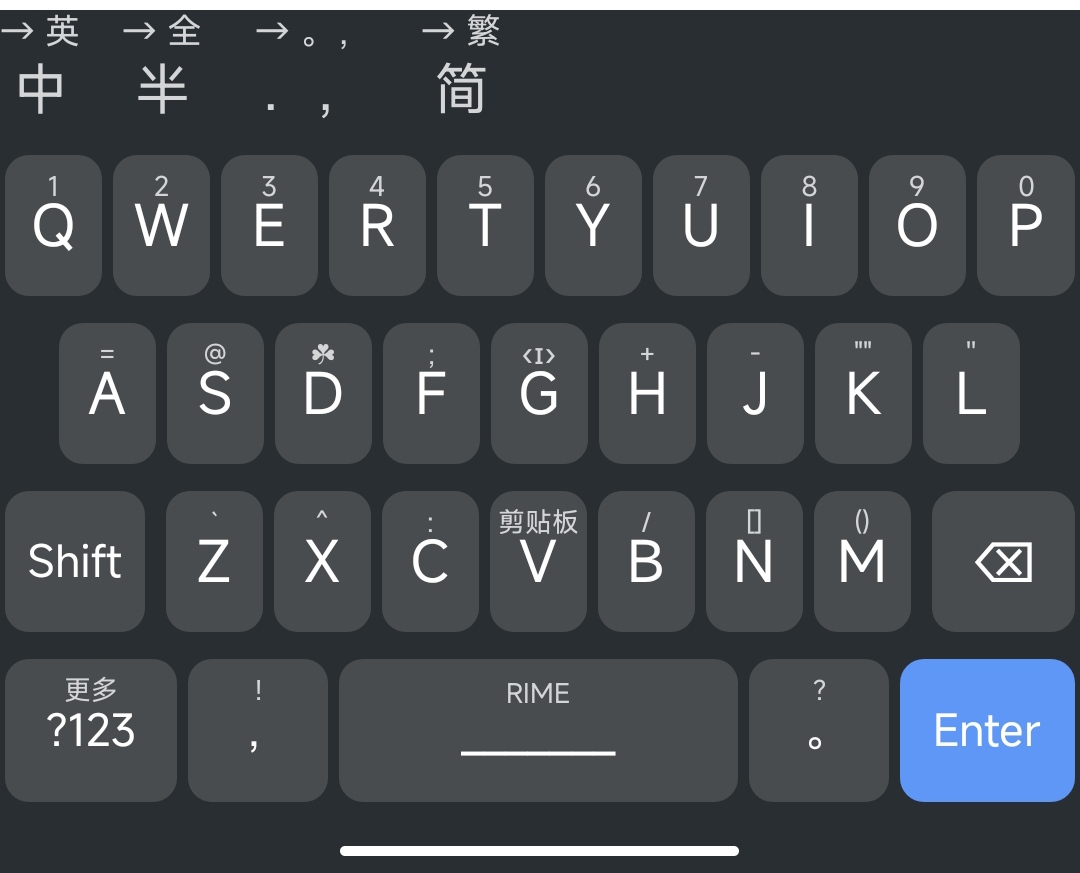 → 英 → 全 → 。, → 繁
中 半 . , 简
1 2 3 4 5 6 7 8 9 0
Q W E R T Y U I O P
= @ ☘ ; ‹I› + - "" "
A S D F G H J K L
` ^ : 剪贴板 / [] ()
Shift Z X C V B N M
更多 ! RIME ?
?123 , 。 Enter